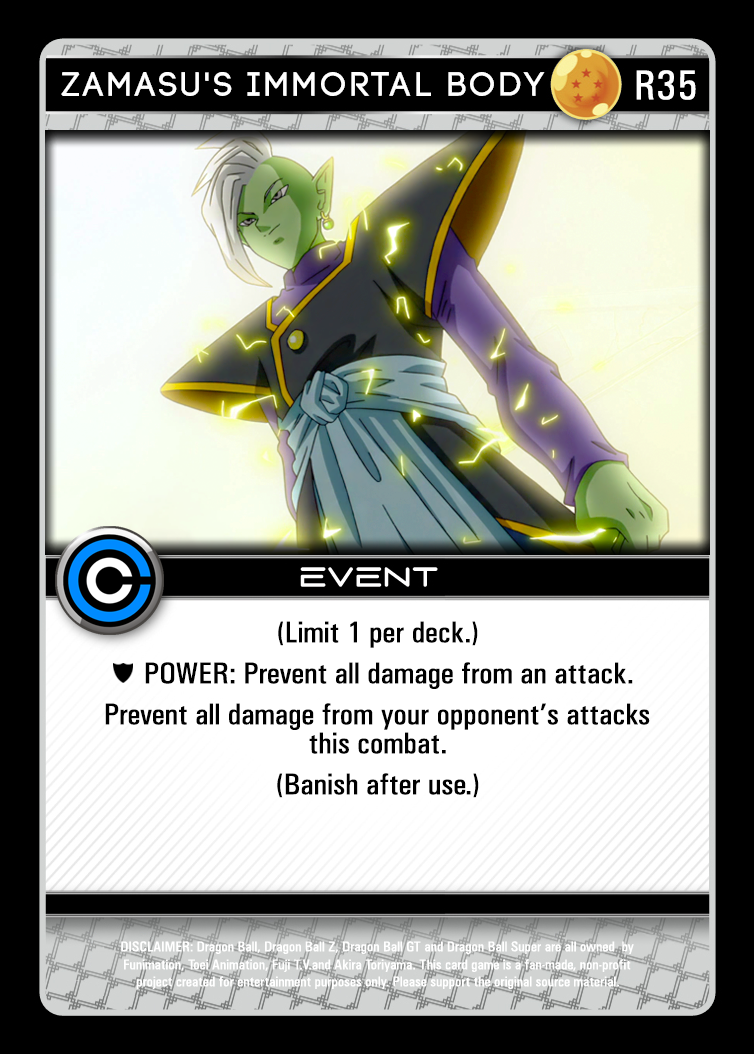 ZAMASU'S IMMORTAL BODY R35
EVENT
(Limit 1 per deck.)
POWER: Prevent all damage from an attack.
Prevent all damage from your opponent’s attacks
this combat.
(Banish after use.)
DISCLAIMER: Dragon Ball, Dragon Ball Z, Dragon Ball GT and Dragon Ball Super are all owned by
Funimation, Toei Animation, Fuji T.V.and Akira Toriyama. This card game is a fan-made, non-profit
project created for entertainment purposes only. Please support the original source material.